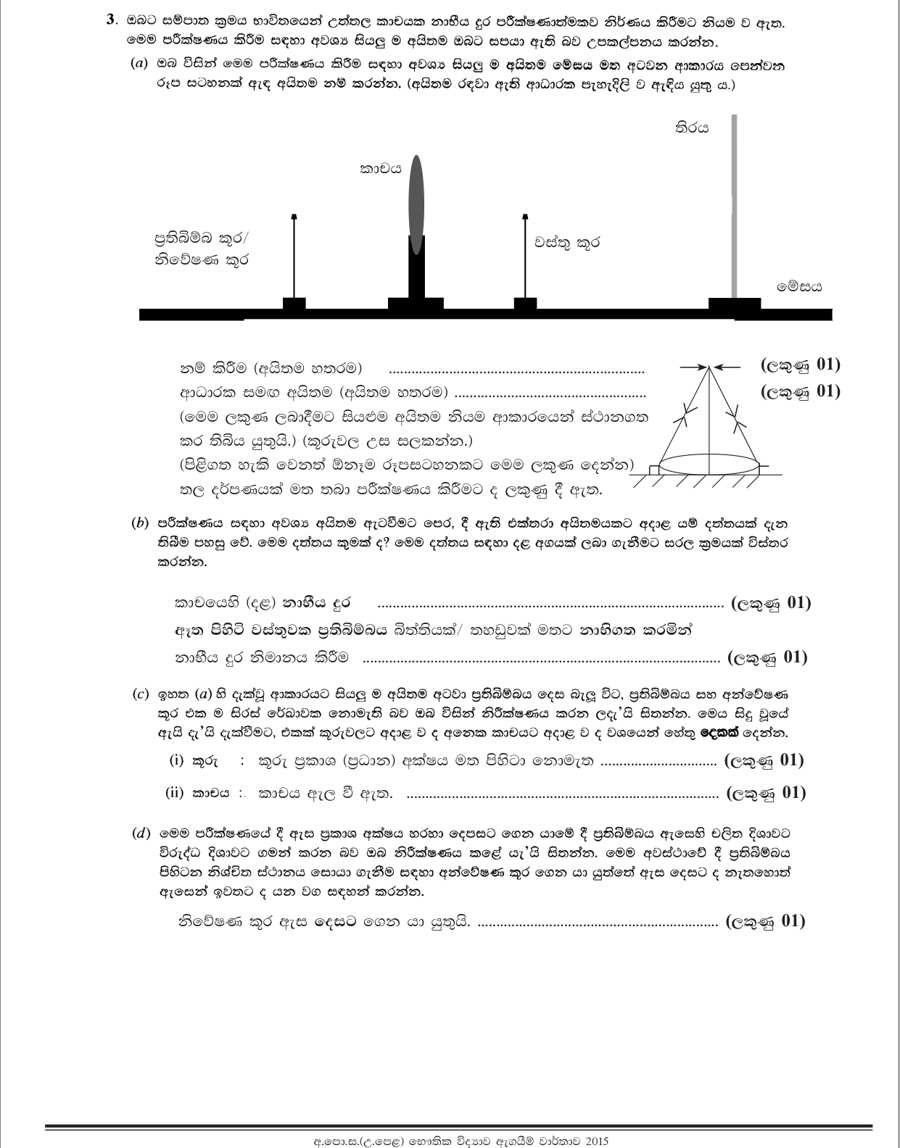 3. ඔබට සම්පාත ක්‍රමය භාවිතයෙන් උත්තල කාචයක නාභීය දුර පරීක්ෂණාත්මකව නිර්ණය කිරීමට නියම ව ඇත.
මෙම පරීක්ෂණය කිරීම සඳහා අවශ්‍ය සියලු ම අයිතම ඔබට සපයා ඇති බව උපකල්පනය කරන්න.
(a) ඔබ විසින් මෙම පරීක්ෂණය කිරීම සඳහා අවශ්‍ය සියලු ම අයිතම මේසය මත අටවන ආකාරය පෙන්වන
රූප සටහනක් ඇඳ අයිතම නම් කරන්න. (අයිතම රඳවා ඇති ආධාරක පැහැදිලි ව ඇඳිය යුතු ය.)
තිරය
කාචය
ප්‍රතිබිම්බ කූර/
නිවේෂණ කූර
වස්තු කූර
මේසය
නම් කිරීම (අයිතම හතරම) ................................................................ (ලකුණු 01)
ආධාරක සමඟ අයිතම (අයිතම හතරම) ................................................ (ලකුණු 01)
(මෙම ලකුණ ලබාදීමට සියළුම අයිතම නියම ආකාරයෙන් ස්ථානගත
කර තිබිය යුතුයි.) (කූරුවල උස සලකන්න.)
(පිළිගත හැකි වෙනත් ඕනෑම රූපසටහනකට මෙම ලකුණ දෙන්න)
තල දර්පණයක් මත තබා පරීක්ෂණය කිරීමට ද ලකුණු දී ඇත.
(b) පරීක්ෂණය සඳහා අවශ්‍ය අයිතම ඇටවීමට පෙර, දී ඇති එක්තරා අයිතමයකට අදාළ යම් දත්තයක් දැන
තිබීම පහසු වේ. මෙම දත්තය කුමක් ද? මෙම දත්තය සඳහා දළ අගයක් ලබා ගැනීමට සරල ක්‍රමයක් විස්තර
කරන්න.
කාචයෙහි (දළ) නාභීය දුර ............................................................................................ (ලකුණු 01)
ඈත පිහිටි වස්තුවක ප්‍රතිබිම්බය බිත්තියක්/ තහඩුවක් මතට නාභිගත කරමින්
නාභීය දුර නිමානය කිරීම ............................................................................................... (ලකුණු 01)
(c) ඉහත (a) හි දැක්වූ ආකාරයට සියලු ම අයිතම අටවා ප්‍රතිබිම්බය දෙස බැලූ විට, ප්‍රතිබිම්බය සහ අන්වේෂණ
කූර එක ම සිරස් රේඛාවක නොමැති බව ඔබ විසින් නිරීක්ෂණය කරන ලදැ'යි සිතන්න. මෙය සිදු වූයේ
ඇයි දැ'යි දැක්වීමට, එකක් කූරුවලට අදාළ ව ද අනෙක කාචයට අදාළ ව ද වශයෙන් හේතු දෙකක් දෙන්න.
(i) කූරු : කූරු ප්‍රකාශ (ප්‍රධාන) අක්ෂය මත පිහිටා නොමැත ............................... (ලකුණු 01)
(ii) කාචය : කාචය ඇල වී ඇත. .................................................................................. (ලකුණු 01)
(d) මෙම පරීක්ෂණයේ දී ඇස ප්‍රකාශ අක්ෂය හරහා දෙපසට ගෙන යාමේ දී ප්‍රතිබිම්බය ඇසෙහි චලිත දිශාවට
විරුද්ධ දිශාවට ගමන් කරන බව ඔබ නිරීක්ෂණය කළේ යැ'යි සිතන්න. මෙම අවස්ථාවේ දී ප්‍රතිබිම්බය
පිහිටන නිශ්චිත ස්ථානය සොයා ගැනීම සඳහා අන්වේෂණ කූර ගෙන යා යුත්තේ ඇස දෙසට ද නැතහොත්
ඇසෙන් ඉවතට ද යන වග සඳහන් කරන්න.
නිවේෂණ කූර ඇස දෙසට ගෙන යා යුතුයි. ................................................................ (ලකුණු 01)
අ.පො.ස.(උ.පෙළ) භෞතික විද්‍යාව ඇගයීම් වාර්තාව 2015